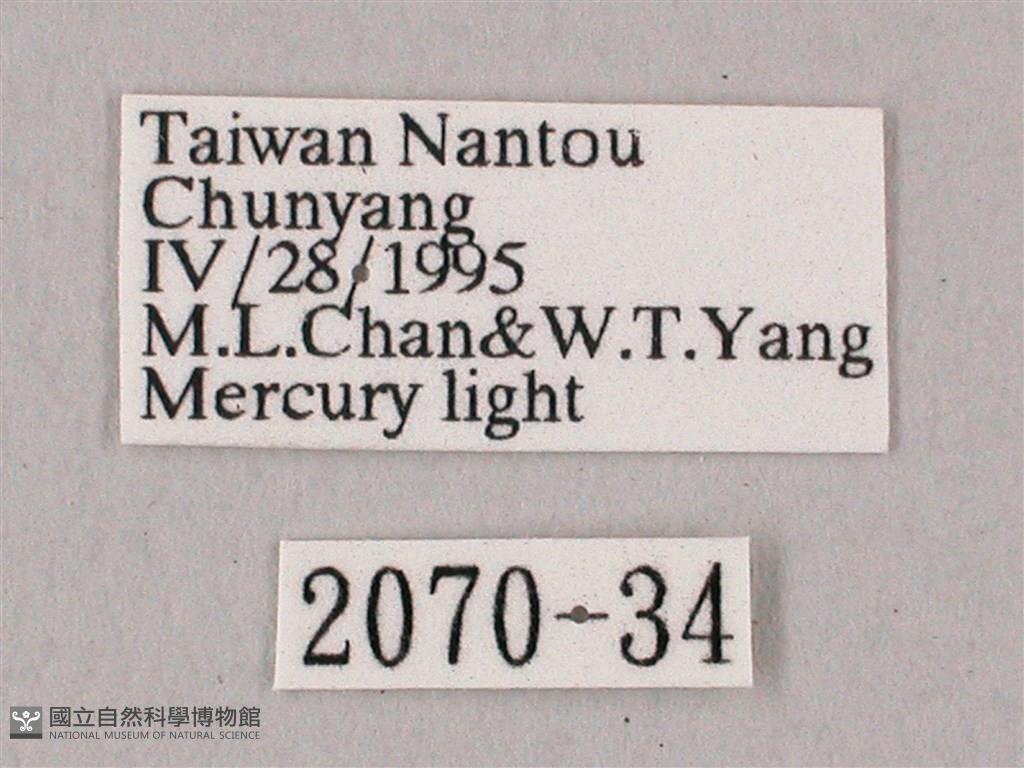 Taiwan Nantou
Chunyang
IV/28/1995
M.L.Chan&W.T.Yang
Mercury light
2070-34
國立自然科學博物館
NATIONAL MUSEUM OF NATURAL SCIENCE